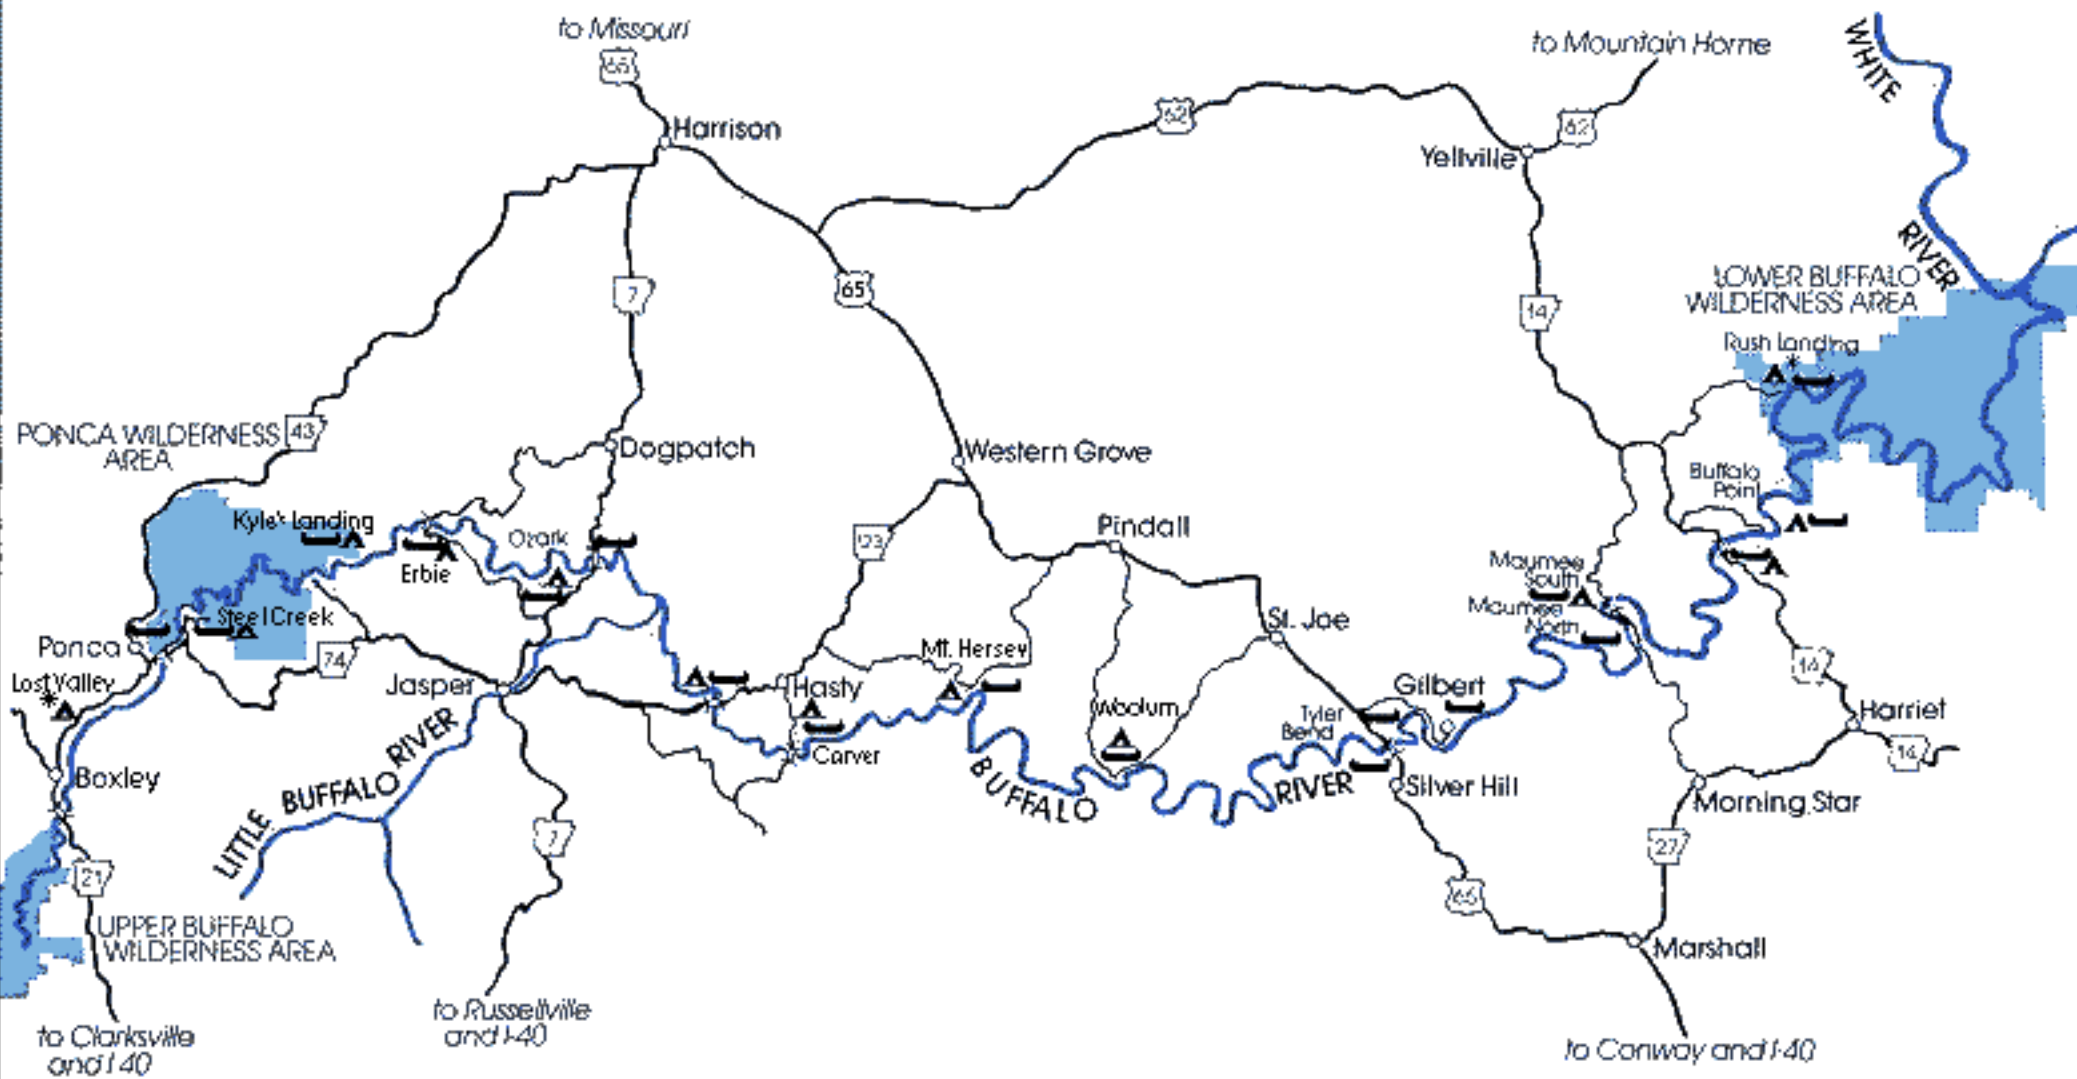 to Missouri
65
Harrison
to Mountain Home
62
62
Yellville
WHITE
RIVER
7
65
14
LOWER BUFFALO
WILDERNESS AREA
Rush Landing
PONCA WILDERNESS
AREA
43
Dogpatch
Western Grove
Buffalo
Point
Kyle's Landing
Ozark
Erbie
123
Pindall
Maumee
South
Maumee
North
Steel Creek
Ponca
74
St. Joe
Mt. Hersey
Lost Valley
Jasper
Hasty
Woolum
Gilbert
Tyler
Bend
14
Harriet
14
Carver
Boxley
LITTLE BUFFALO RIVER
BUFFALO
RIVER
Silver Hill
Morning Star
7
27
21
65
UPPER BUFFALO
WILDERNESS AREA
Marshall
to Russellville
and I-40
to Clarksville
and I 40
to Conway and I-40